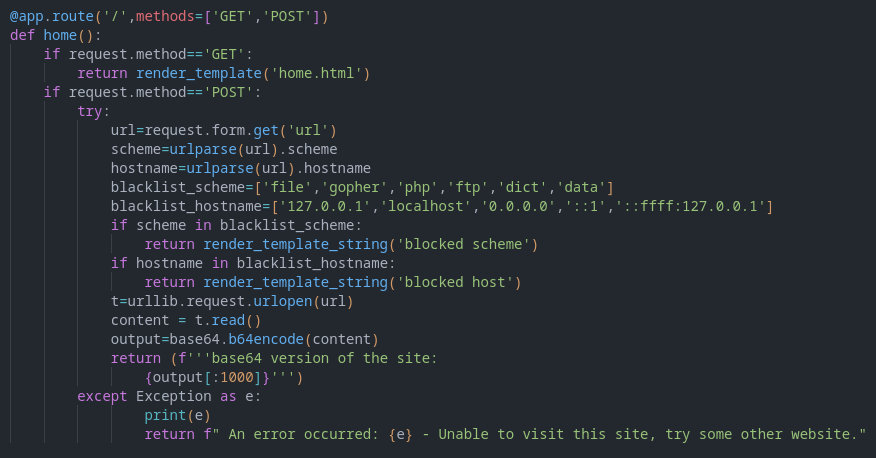 @app.route('/',methods=['GET','POST'])
def home():
    if request.method=='GET':
        return render_template('home.html')
    if request.method=='POST':
        try:
            url=request.form.get('url')
            scheme=urlparse(url).scheme
            hostname=urlparse(url).hostname
            blacklist_scheme=['file','gopher','php','ftp','dict','data']
            blacklist_hostname=['127.0.0.1','localhost','0.0.0.0','::1','::ffff:127.0.0.1']
            if scheme in blacklist_scheme:
                return render_template_string('blocked scheme')
            if hostname in blacklist_hostname:
                return render_template_string('blocked host')
            t=urllib.request.urlopen(url)
            content = t.read()
            output=base64.b64encode(content)
            return (f'''base64 version of the site:
                {output[:1000]}''')
        except Exception as e:
                print(e)
                return f" An error occurred: {e} - Unable to visit this site, try some other website."